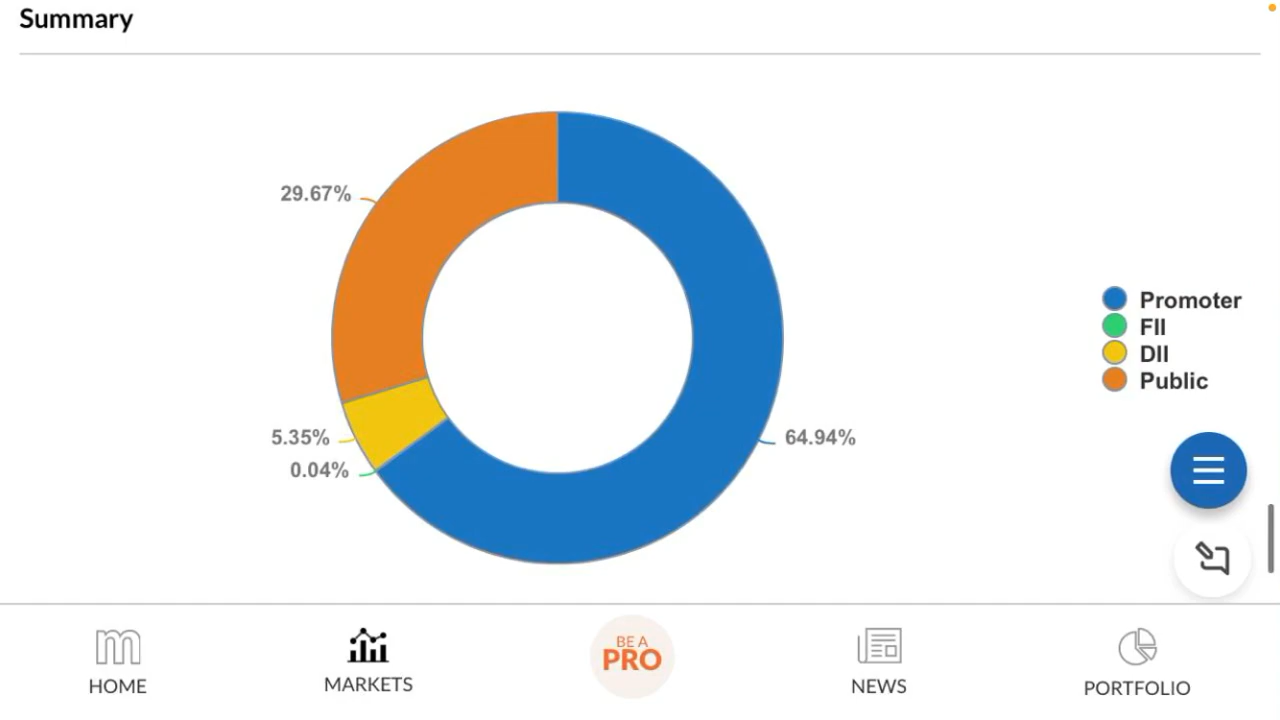 Summary
29.67%
5.35%
0.04%
64.94%
Promoter
FII
DII
Public
HOME
MARKETS
BE A
PRO
NEWS
PORTFOLIO